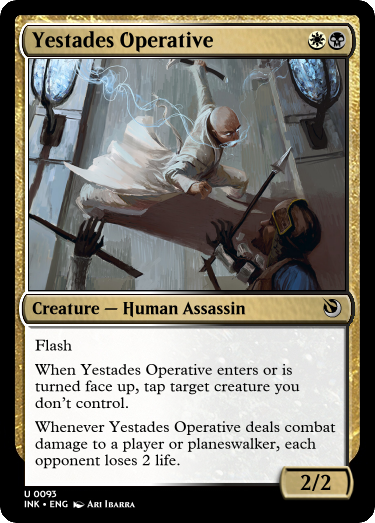 Yestades Operative
Creature — Human Assassin
Flash
When Yestades Operative enters or is
turned face up, tap target creature you
don't control.
Whenever Yestades Operative deals combat
damage to a player or planeswalker, each
opponent loses 2 life.
2/2
U 0093
INK • ENG Ari Ibarra